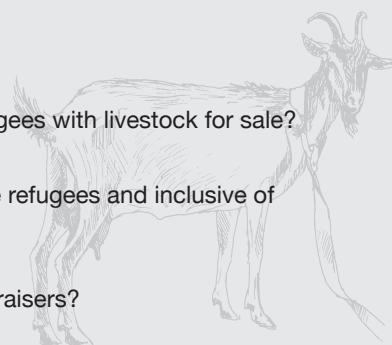 gees with livestock for sale?
e refugees and inclusive of
raisers?